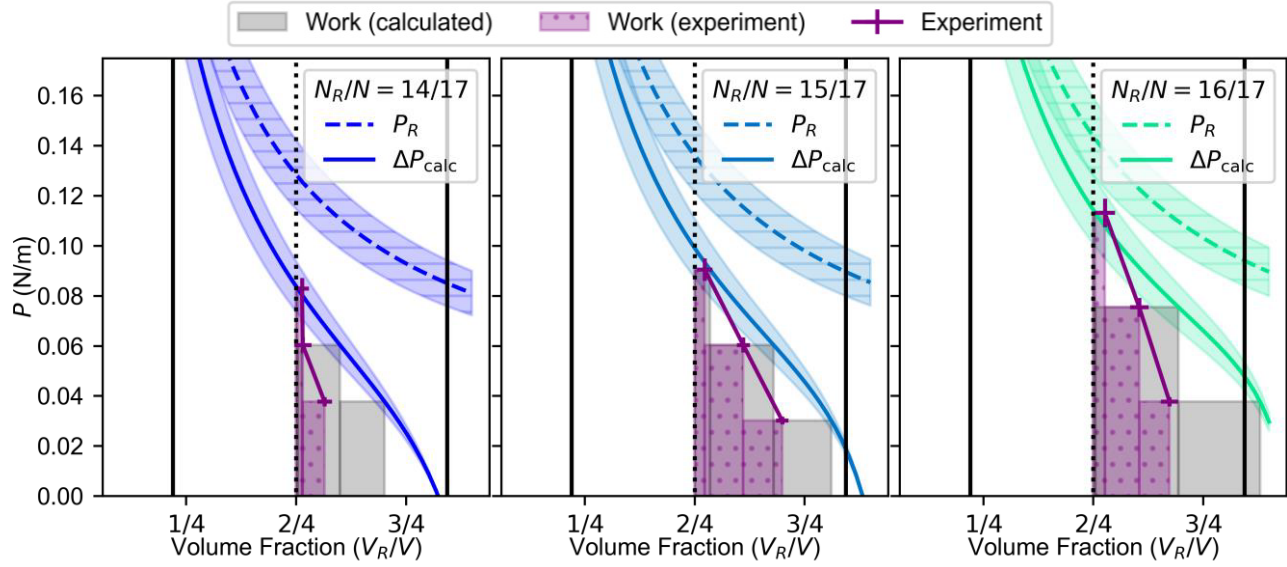 Work (calculated) Work (experiment) Experiment
P (N/m)
0.16
0.14
0.12
0.10
0.08
0.06
0.04
0.02
0.00
N_R/N = 14/17
P_R
ΔP_calc
1/4 2/4 3/4
Volume Fraction (V_R/V)
N_R/N = 15/17
P_R
ΔP_calc
1/4 2/4 3/4
Volume Fraction (V_R/V)
N_R/N = 16/17
P_R
ΔP_calc
1/4 2/4 3/4
Volume Fraction (V_R/V)